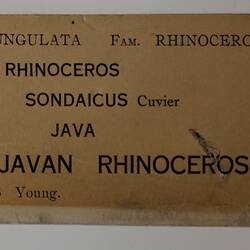 UNGULATA FAM. RHINOCERO
RHINOCEROS
SONDAICUS Cuvier
JAVA
JAVAN RHINOCEROS
Young.